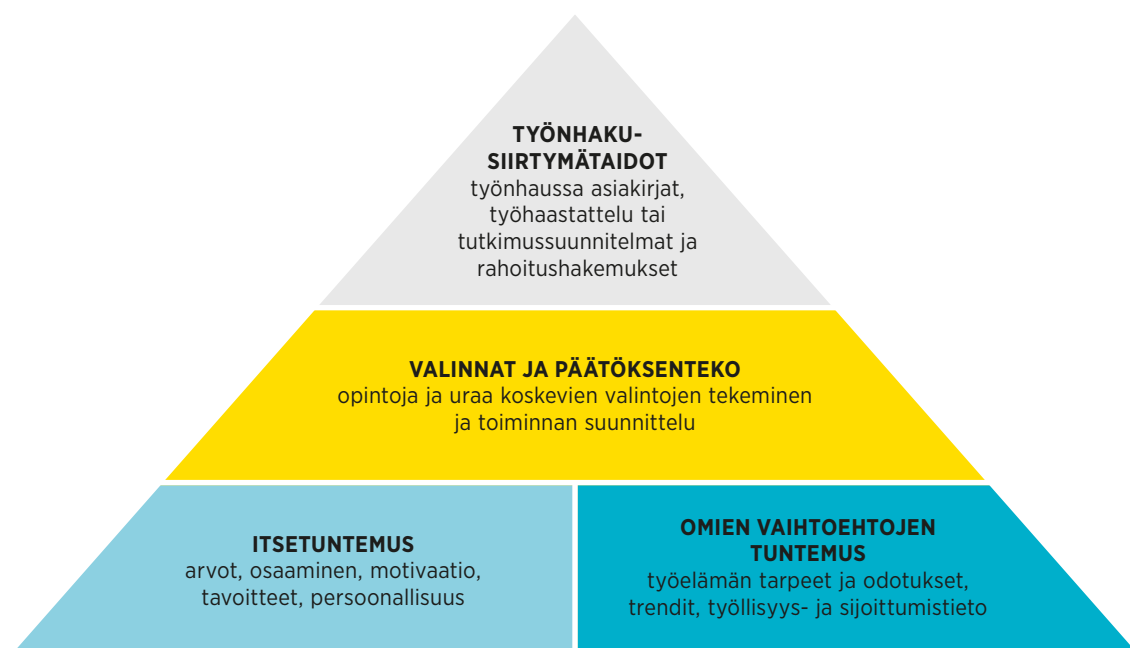 TYÖNHAKU-
SIIRTYMÄTAIDOT
työnhaussa asiakirjat,
työhaastattelu tai
tutkimussuunnitelmat ja
rahoitushakemukset
VALINNAT JA PÄÄTÖKSENTEKO
opintoja ja uraa koskevien valintojen tekeminen
ja toiminnan suunnittelu
ITSETUNTEMUS
arvot, osaaminen, motivaatio,
tavoitteet, persoonallisuus
OMIEN VAIHTOEHTOJEN
TUNTEMUS
työelämän tarpeet ja odotukset,
trendit, työllisyys- ja sijoittumistieto